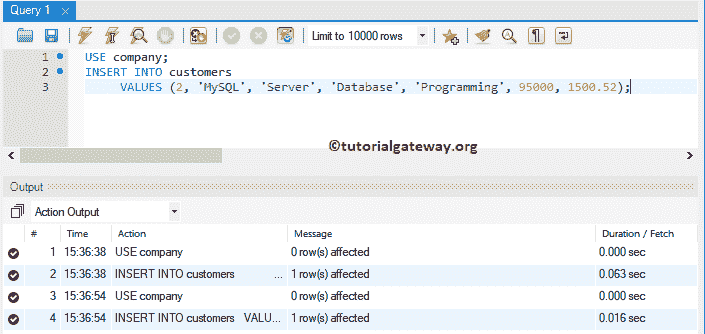 Query 1
Limit to 10000 rows
1 USE company;
2 INSERT INTO customers
3 VALUES (2, 'MySQL', 'Server', 'Database', 'Programming', 95000, 1500.52);
©tutorialgateway.org
Output
Action Output
# Time Action Message Duration / Fetch
1 15:36:38 USE company 0 row(s) affected 0.000 sec
2 15:36:38 INSERT INTO customers ... 1 row(s) affected 0.063 sec
3 15:36:54 USE company 0 row(s) affected 0.000 sec
4 15:36:54 INSERT INTO customers VALU... 1 row(s) affected 0.016 sec